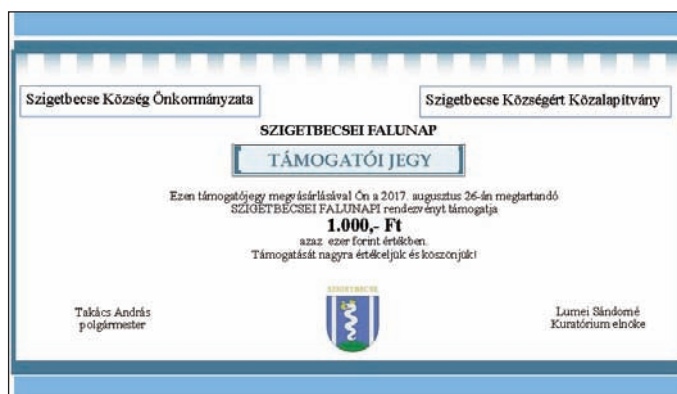 Szigetbecse Község Önkormányzata
Szigetbecse Községért Közalapítvány
SZIGETBECSEI FALUNAP
TÁMOGATÓI JEGY
Ezen támogatójegy megvásárlásával Ön a 2017. augusztus 26-án megtartandó
SZIGETBECSEI FALUNAPI rendezvényt támogatja
1.000,- Ft
azaz ezer forint értékben.
Támogatását nagyra értékeljük és köszönjük!
SZIGETBECSE
Takács András
polgármester
Lumei Sándorné
Kuratórium elnöke